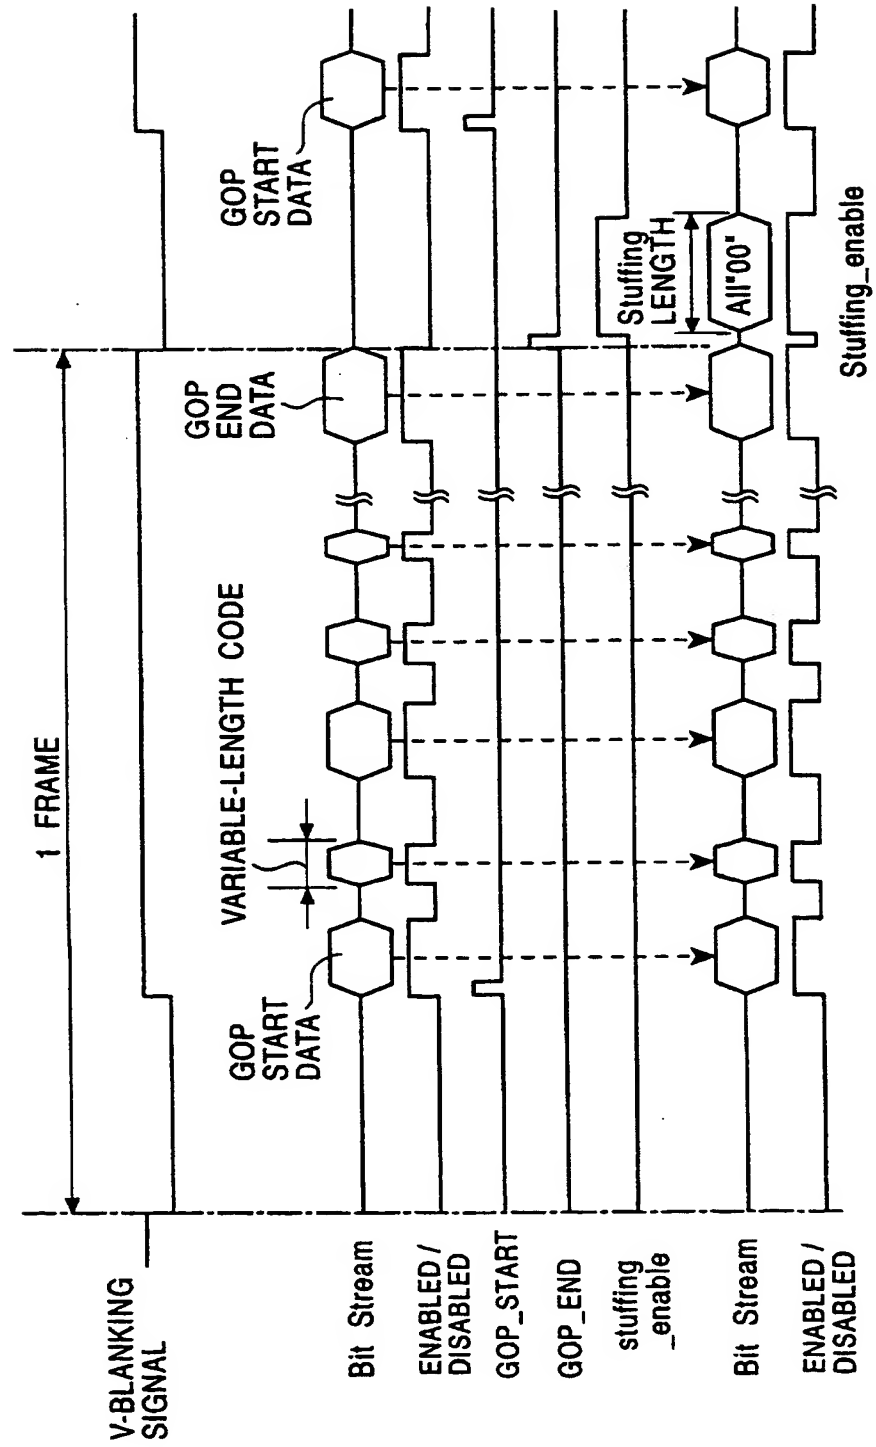 1 FRAME
V-BLANKING
SIGNAL
GOP
START
DATA
VARIABLE-LENGTH CODE
GOP
END
DATA
GOP
START
DATA
Bit Stream
ENABLED /
DISABLED
GOP_START
GOP_END
stuffing
_enable
Stuffing
LENGTH
Bit Stream
All"00"
ENABLED /
DISABLED
Stuffing_enable